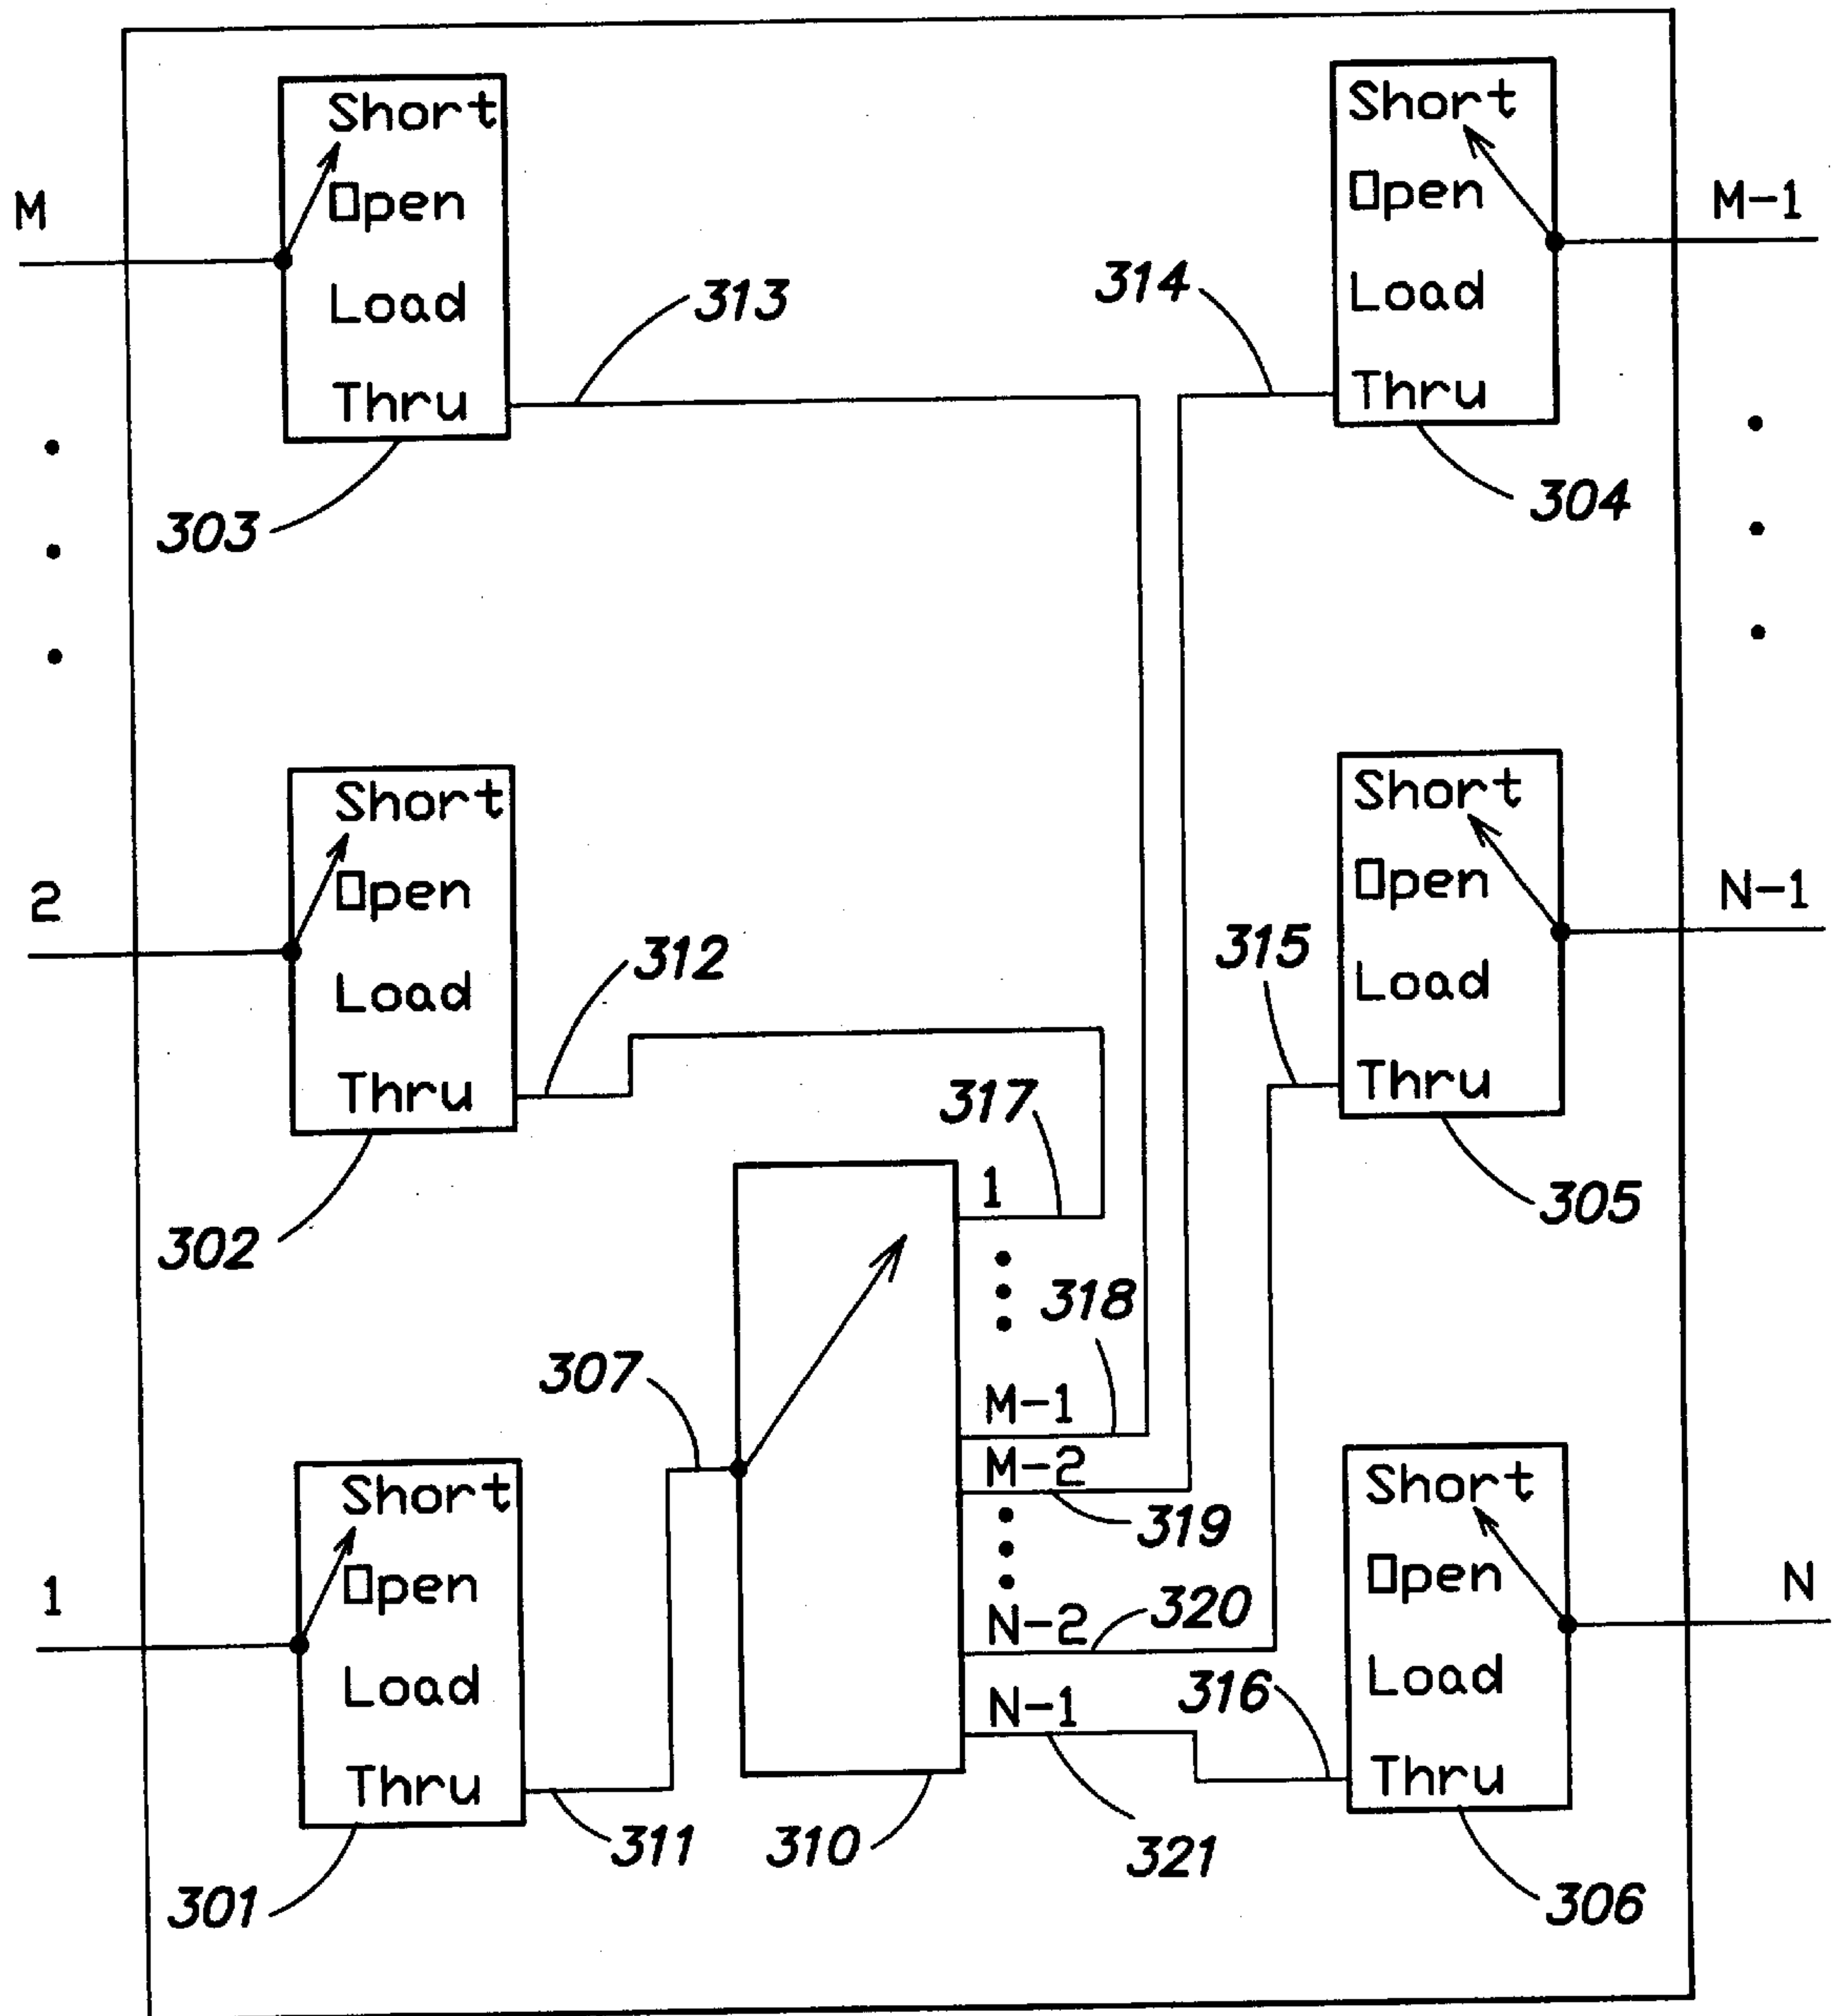 M
Short
Open
Load
Thru
303
313
314
Short
Open
Load
Thru
304
M-1
2
Short
Open
Load
Thru
302
312
315
Short
Open
Load
Thru
305
N-1
317
1
318
307
M-1
M-2
319
N-2
320
N-1
321
310
1
Short
Open
Load
Thru
301
311
316
Short
Open
Load
Thru
306
N